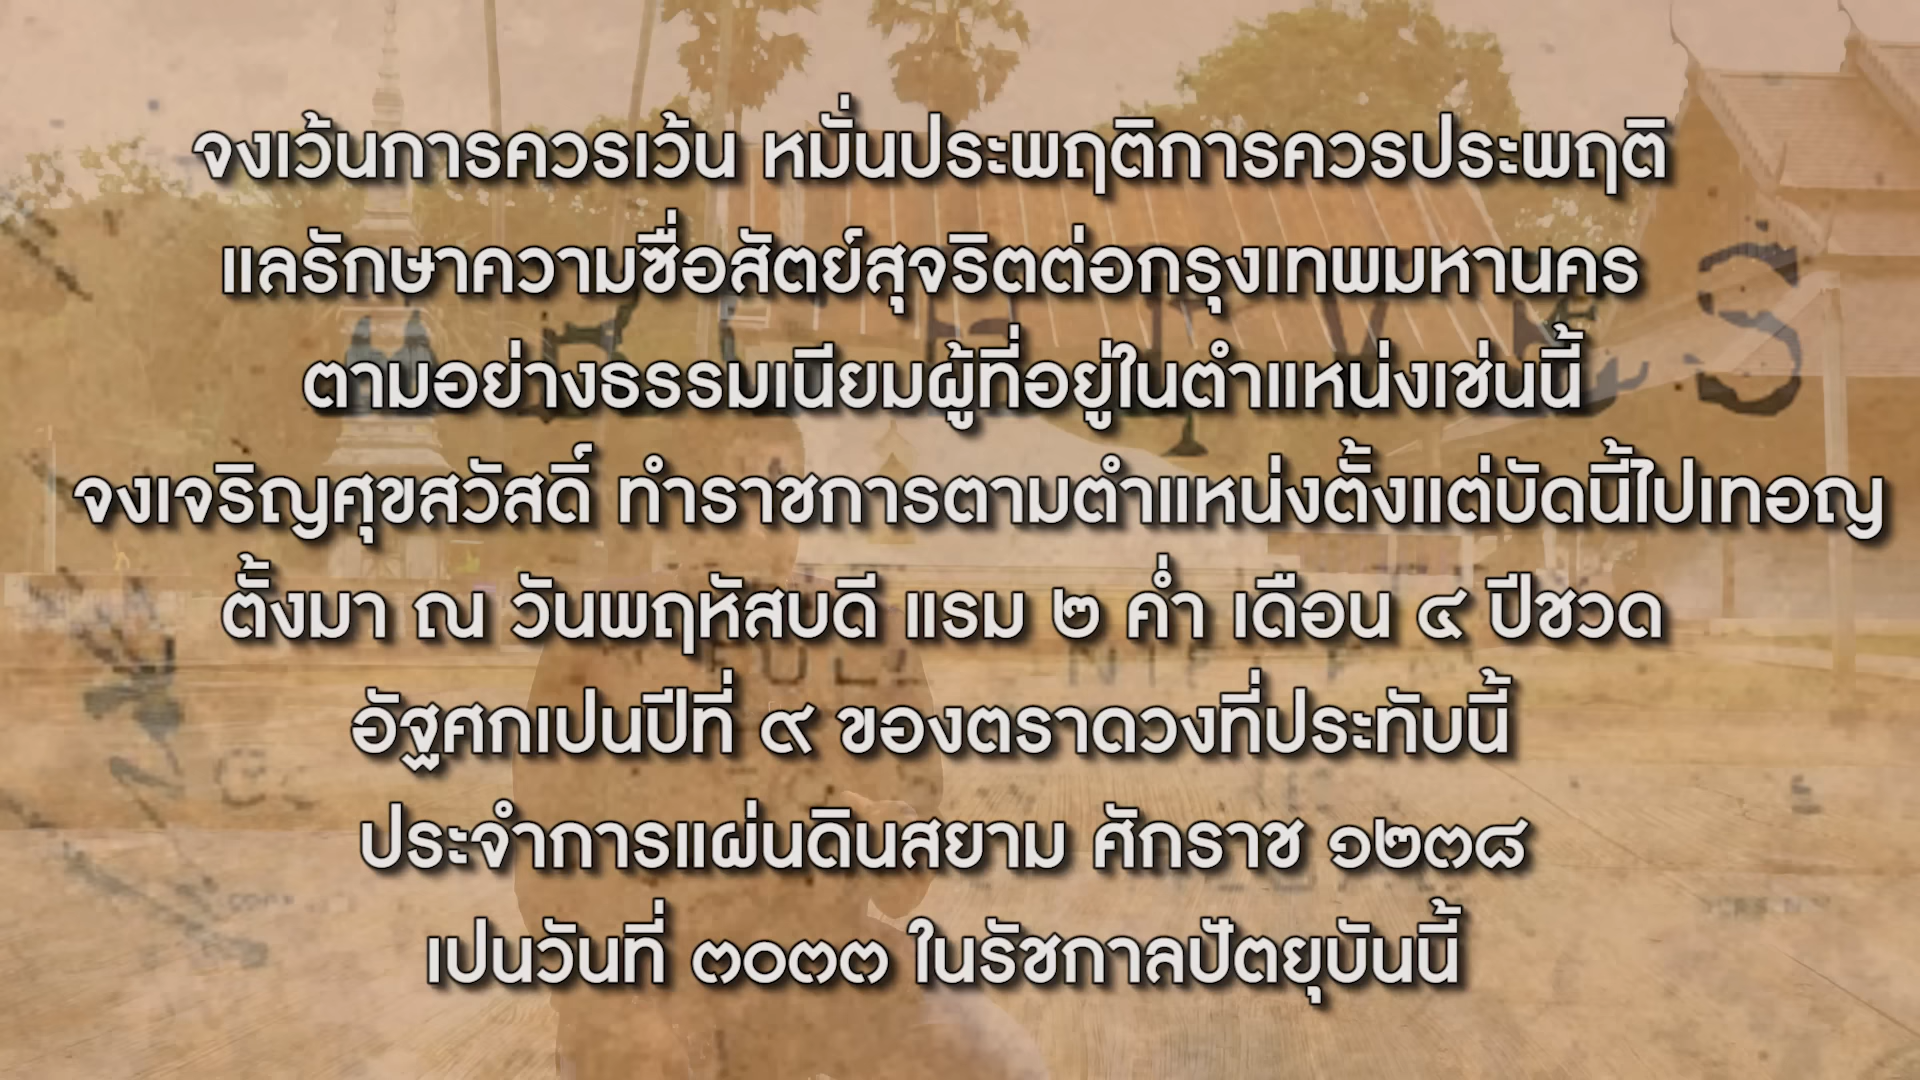 จงเว้นการควรเว้น หมั่นประพฤติการควรประพฤติ
แลรักษาความซื่อสัตย์สุจริตต่อกรุงเทพมหานคร
ตามอย่างธรรมเนียมผู้ที่อยู่ในตำแหน่งเช่นนี้
จงเจริญศุขสวัสดิ์ ทำราชการตามตำแหน่งตั้งแต่บัดนี้ไปเทอญ
ตั้งมา ณ วันพฤหัสบดี แรม ๒ ค่ำ เดือน ๔ ปีชวด
อัฐศกเปนปีที่ ๙ ของตราดวงที่ประทับนี้
ประจำการแผ่นดินสยาม ศักราช ๑๒๓๘
เปนวันที่ ๓๐๓๓ ในรัชกาลปัตยุบันนี้